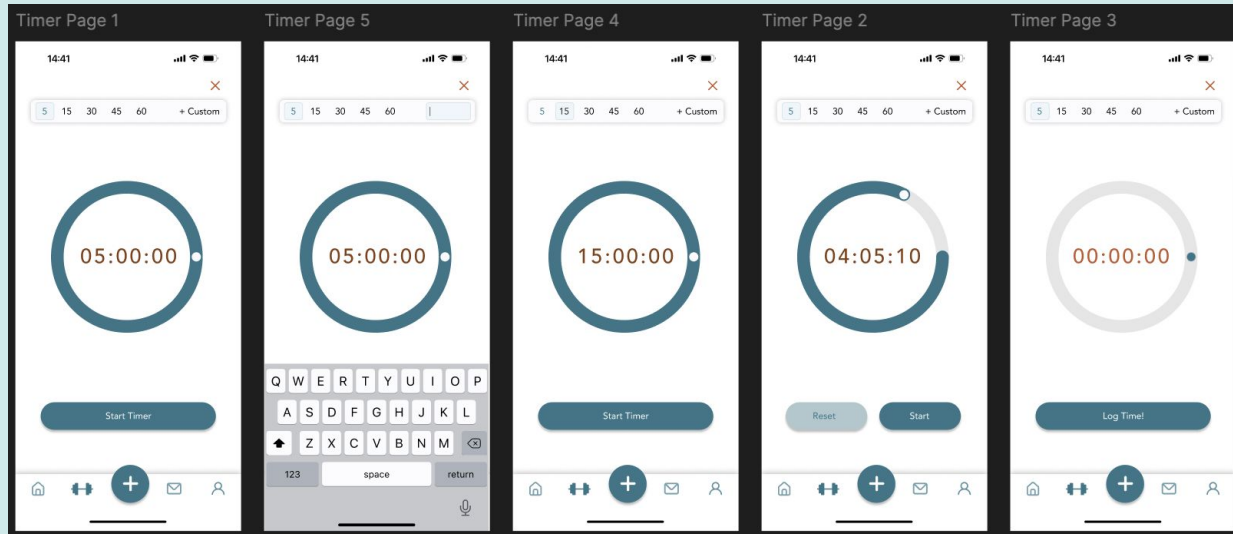 Timer Page 1
14:41
5 15 30 45 60 + Custom
05:00:00
Start Timer
Timer Page 5
14:41
5 15 30 45 60
05:00:00
Q W E R T Y U I O P
A S D F G H J K L
Z X C V B N M
123 space return
Timer Page 4
14:41
5 15 30 45 60 + Custom
15:00:00
Start Timer
Timer Page 2
14:41
5 15 30 45 60 + Custom
04:05:10
Reset Start
Timer Page 3
14:41
5 15 30 45 60 + Custom
00:00:00
Log Time!